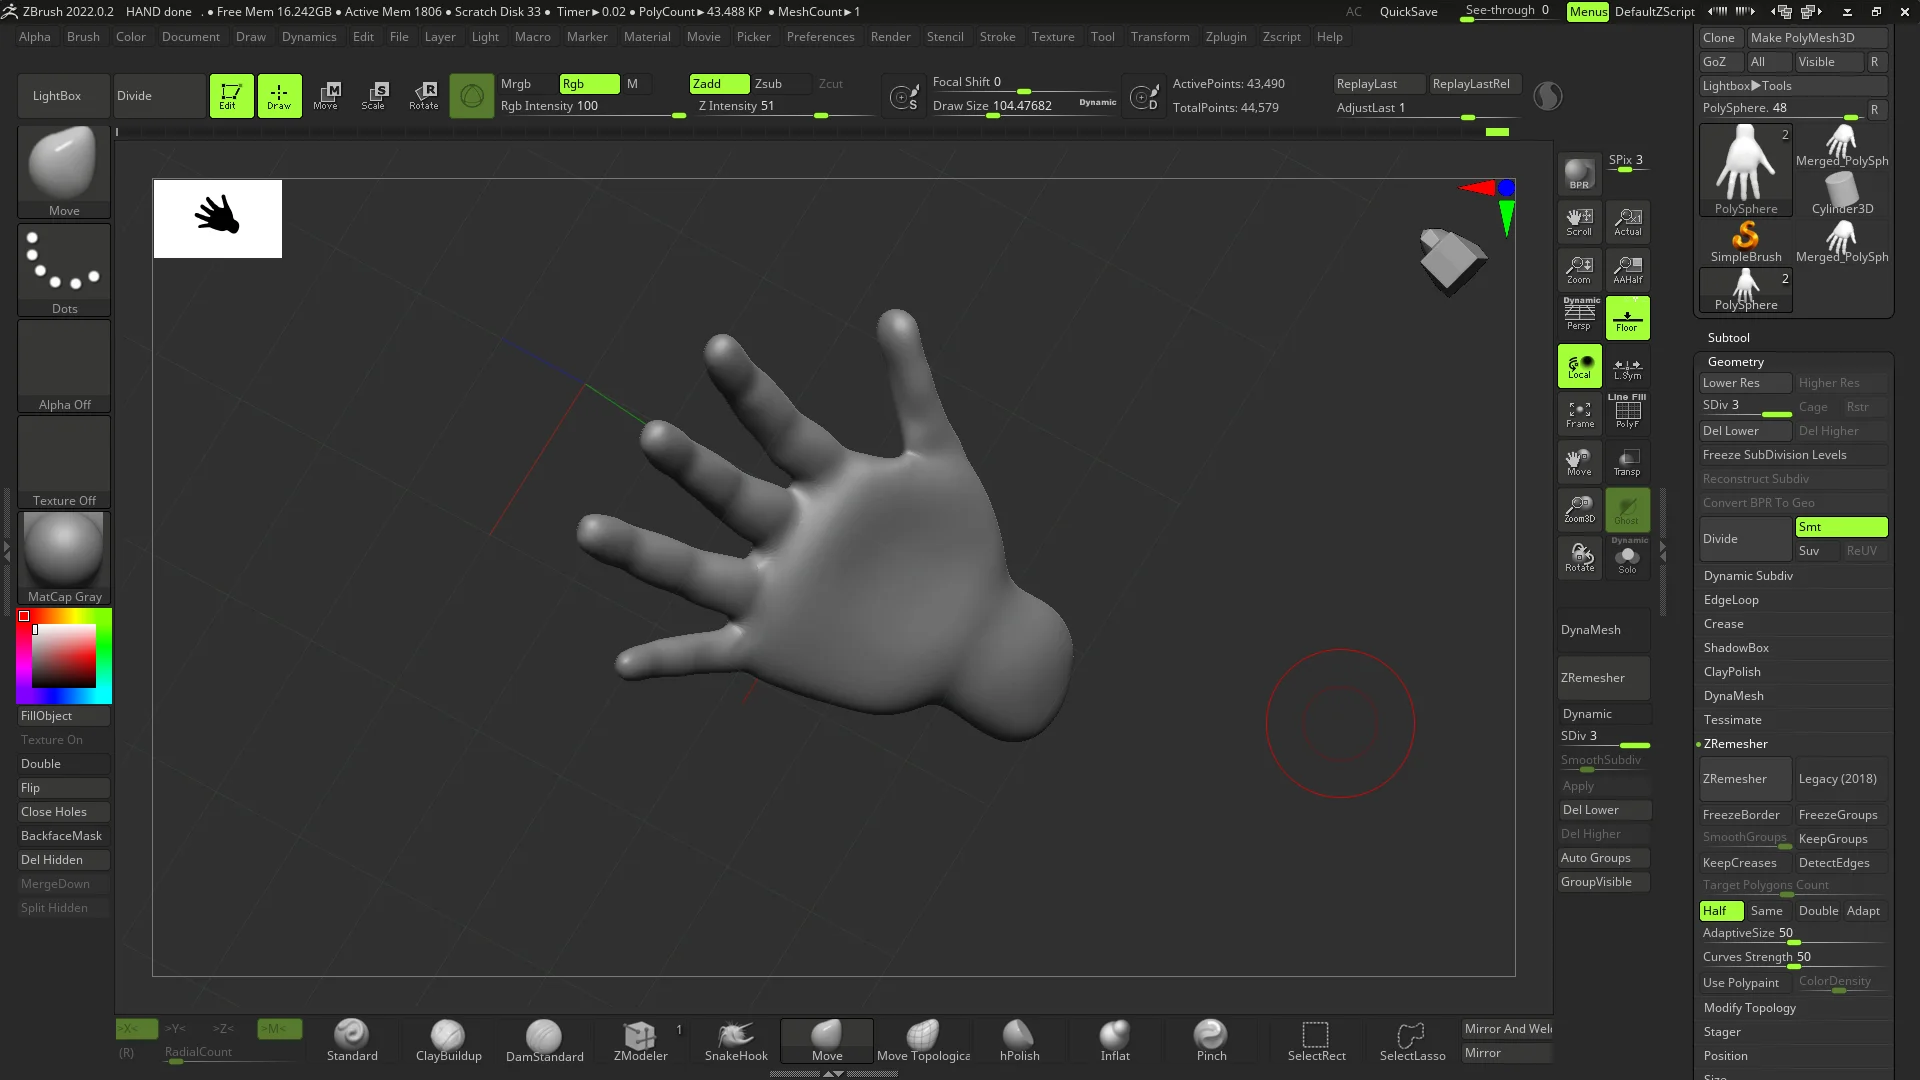 ZBrush 2022.0.2 HAND done . ● Free Mem 16.242GB ● Active Mem 1806 ● Scratch Disk 33 ● Timer▶0.02 ● PolyCount▶43.488 KP ● MeshCount▶1 AC QuickSave See-through 0 Menus DefaultZScript
Alpha Brush Color Document Draw Dynamics Edit File Layer Light Macro Marker Material Movie Picker Preferences Render Stencil Stroke Texture Tool Transform Zplugin Zscript Help
LightBox
Divide
Edit
Draw
Move
Scale
Rotate
Mrgb Rgb M
Rgb Intensity 100
Zadd Zsub Zcut
Z Intensity 51
Focal Shift 0
Draw Size 104.47682 Dynamic
ActivePoints: 43,490
TotalPoints: 44,579
ReplayLast ReplayLastRel
AdjustLast 1
Move
Dots
Alpha Off
Texture Off
MatCap Gray
FillObject
Texture On
Double
Flip
Close Holes
BackfaceMask
Del Hidden
MergeDown
Split Hidden
BPR SPix 3
Scroll Actual
Zoom AAHalf
Dynamic
Persp Floor
Local L.Sym
Line Fill
Frame PolyF
Move Transp
Zoom3D Ghost
Dynamic
Rotate Solo
DynaMesh
ZRemesher
Dynamic
SDiv 3
SmoothSubdiv
Apply
Del Lower
Del Higher
Auto Groups
GroupVisible
Clone Make PolyMesh3D
GoZ All Visible R
Lightbox▶Tools
PolySphere. 48 R
2
Merged_PolySph
PolySphere Cylinder3D
SimpleBrush Merged_PolySph
2
PolySphere
Subtool
Geometry
Lower Res Higher Res
SDiv 3 Cage Rstr
Del Lower Del Higher
Freeze SubDivision Levels
Reconstruct Subdiv
Convert BPR To Geo
Divide Smt
Suv ReUV
Dynamic Subdiv
EdgeLoop
Crease
ShadowBox
ClayPolish
DynaMesh
Tessimate
ZRemesher
ZRemesher Legacy (2018)
FreezeBorder FreezeGroups
SmoothGroups KeepGroups
KeepCreases DetectEdges
Target Polygons Count
Half Same Double Adapt
AdaptiveSize 50
Curves Strength 50
Use Polypaint ColorDensity
Modify Topology
Stager
Position
Size
>X< >Y< >Z< >M<
(R) RadialCount
Standard
ClayBuildup
DamStandard
1
ZModeler
SnakeHook
Move
Move Topologica
hPolish
Inflat
Pinch
SelectRect
SelectLasso
Mirror And Weld
Mirror